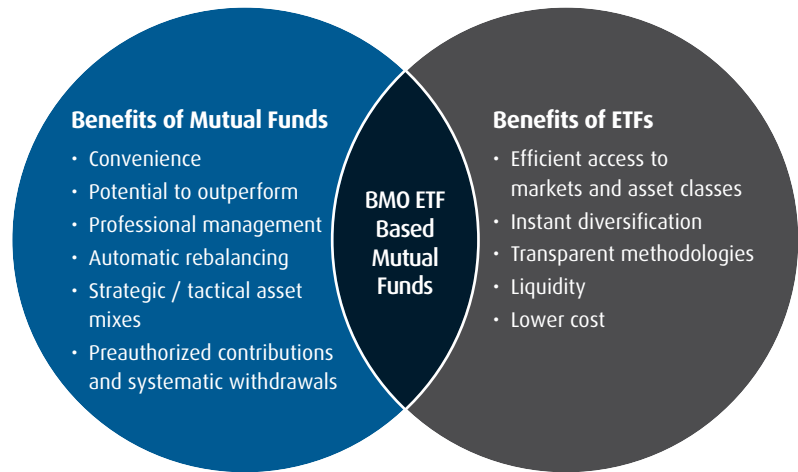 Benefits of Mutual Funds
· Convenience
· Potential to outperform
· Professional management
· Automatic rebalancing
· Strategic / tactical asset
mixes
· Preauthorized contributions
and systematic withdrawals
BMO ETF
Based
Mutual
Funds
Benefits of ETFs
· Efficient access to
markets and asset classes
· Instant diversification
· Transparent methodologies
· Liquidity
· Lower cost